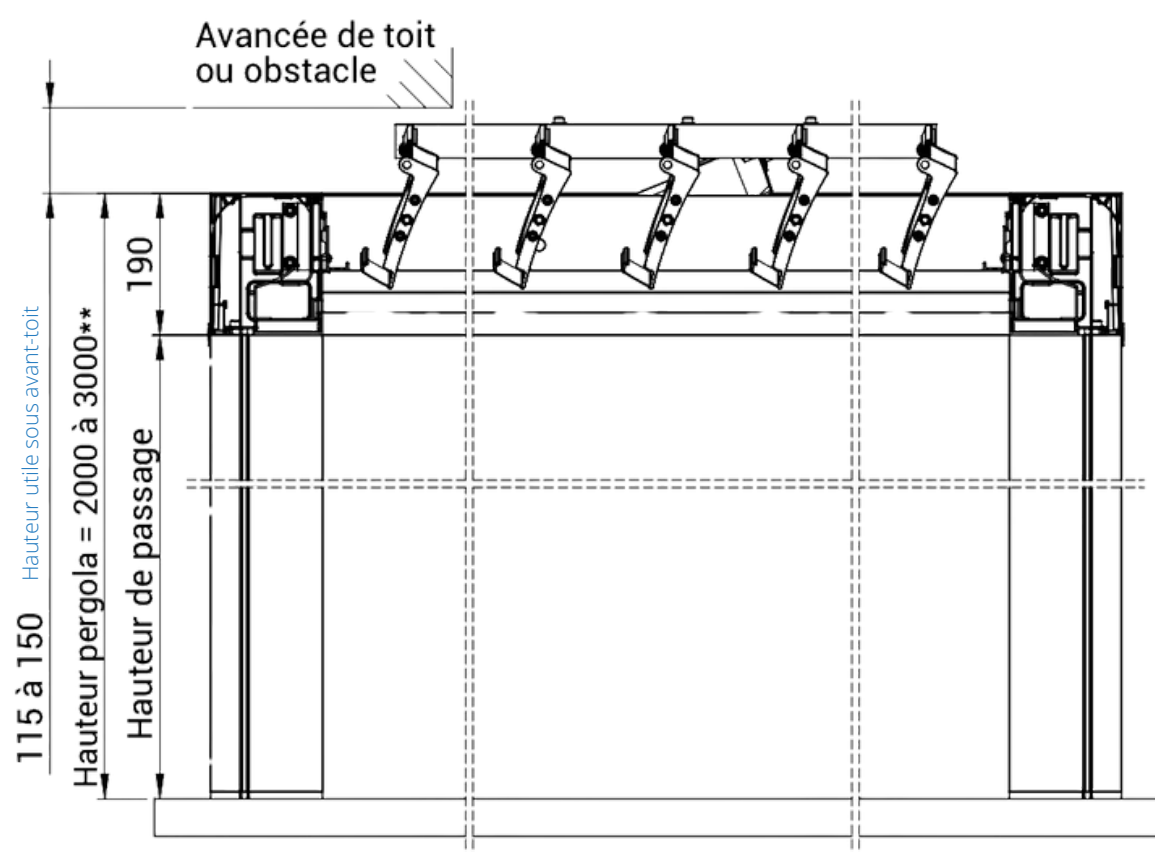 Avancée de toit
ou obstacle
190
Hauteur utile sous avant-toit
115 à 150
Hauteur pergola = 2000 à 3000**
Hauteur de passage